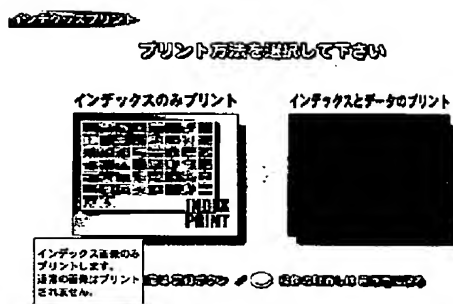 インデックスプリント
プリント方法を選択して下さい
インデックスのみプリント
インデックスとデータのプリント
INDEX
PRINT
インデックス画像のみ
プリントします。
通常の画像はプリント
されません。